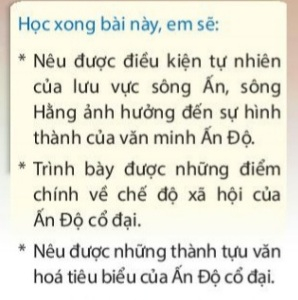 Học xong bài này, em sẽ:
* Nêu được điều kiện tự nhiên
của lưu vực sông Ấn, sông
Hằng ảnh hưởng đến sự hình
thành của văn minh Ấn Độ.
* Trình bày được những điểm
chính về chế độ xã hội của
Ấn Độ cổ đại.
* Nêu được những thành tựu văn
hoá tiêu biểu của Ấn Độ cổ đại.